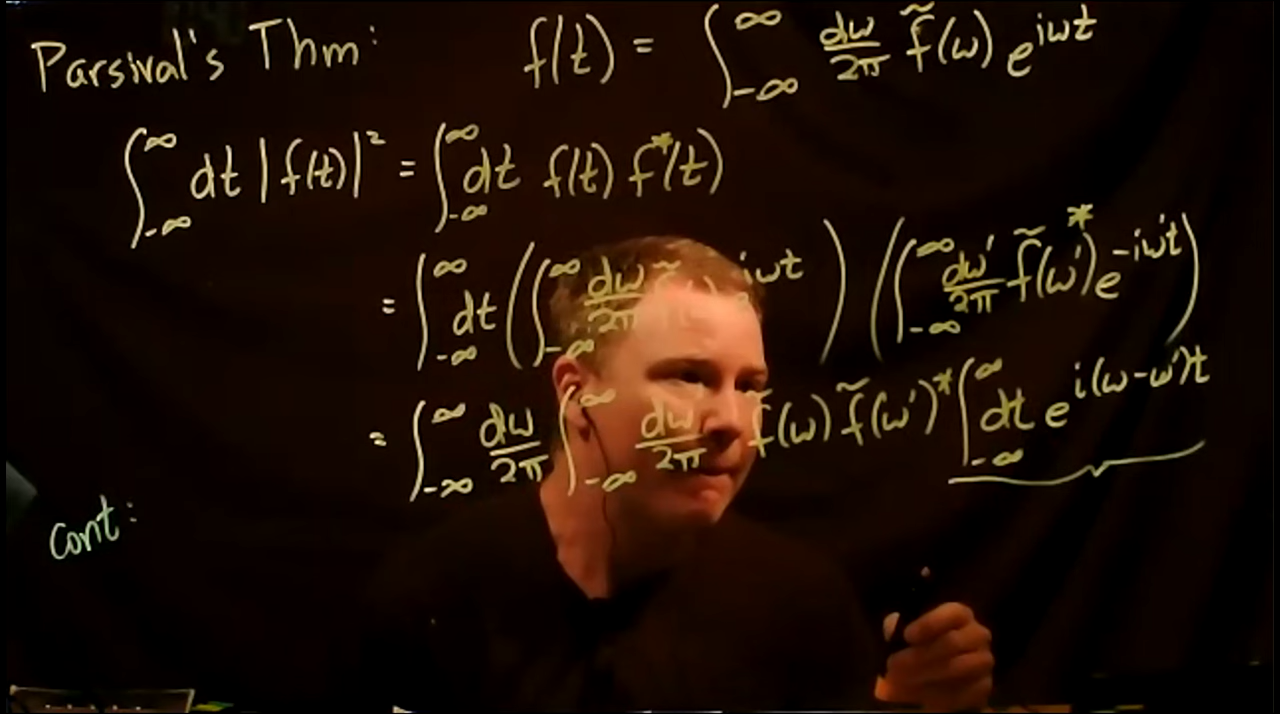 Parsival's Thm: f(t) = ∫_{-∞}^{∞} dω/2π f̃(ω) e^{iωt}
∫_{-∞}^{∞} dt |f(t)|² = ∫_{-∞}^{∞} dt f(t) f*(t)
= ∫_{-∞}^{∞} dt (∫_{-∞}^{∞} dω/2π iωt) (∫_{-∞}^{∞} dω'/2π f̃(ω')* e^{-iω't})
= ∫_{-∞}^{∞} dω/2π ∫_{-∞}^{∞} dω/2π f̃(ω) f̃(ω')* ∫_{-∞}^{∞} dt e^{i(ω-ω')t}
Cont: